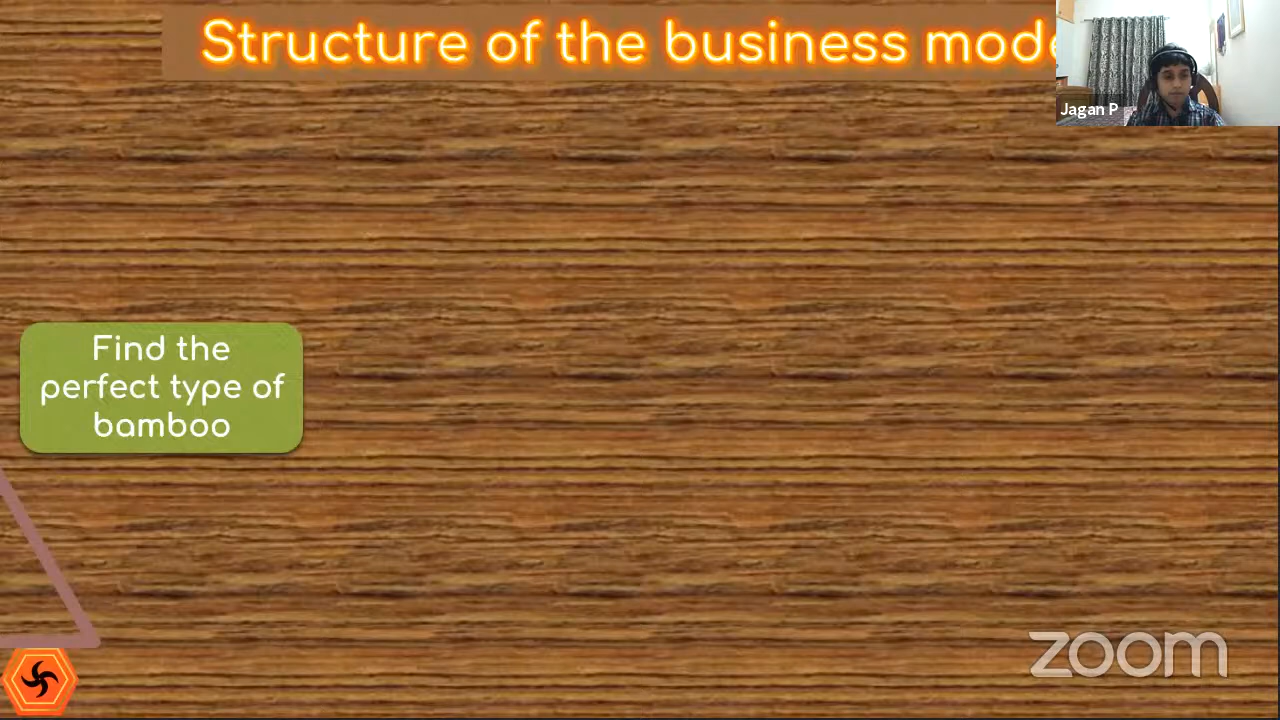 Structure of the business mode
Jagan P
Find the
perfect type of
bamboo
zoom